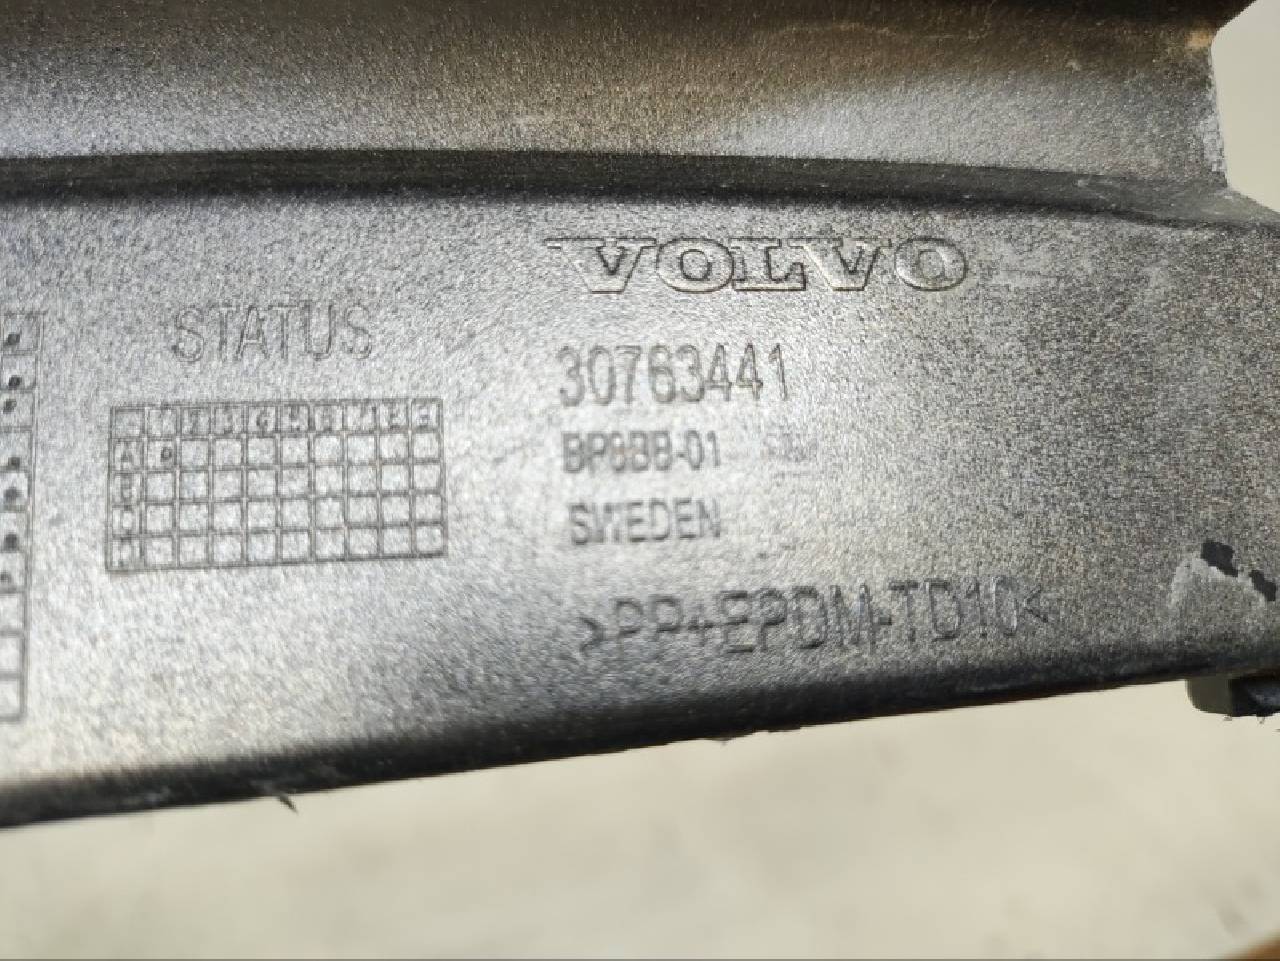 VOLVO
STATUS
30763441
BP8BB-01
SWEDEN
>PP+EPDM-TD10<